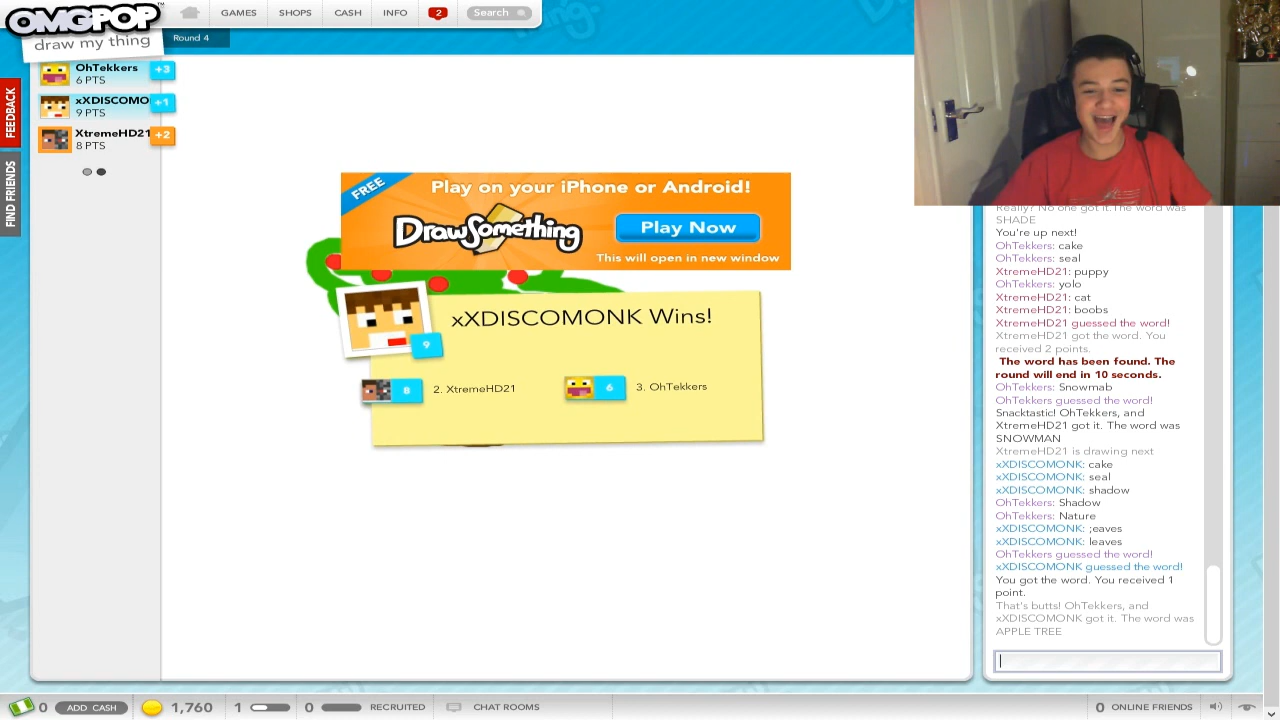 OMGPOP
draw my thing
GAMES
SHOPS
CASH
INFO
2
Search
Round 4
FEEDBACK
FIND FRIENDS
OhTekkers
6 PTS
+3
xXDISCOMO
9 PTS
+1
XtremeHD21
8 PTS
+2
FREE
Play on your iPhone or Android!
DrawSomething
Play Now
This will open in new window
xXDISCOMONK Wins!
9
8
2. XtremeHD21
6
3. OhTekkers
Really? No one got it.The word was
SHADE
You're up next!
OhTekkers: cake
OhTekkers: seal
XtremeHD21: puppy
OhTekkers: yolo
XtremeHD21: cat
XtremeHD21: boobs
XtremeHD21 guessed the word!
XtremeHD21 got the word. You
received 2 points.
The word has been found. The
round will end in 10 seconds.
OhTekkers: Snowmab
OhTekkers guessed the word!
Snacktastic! OhTekkers, and
XtremeHD21 got it. The word was
SNOWMAN
XtremeHD21 is drawing next
xXDISCOMONK: cake
xXDISCOMONK: seal
xXDISCOMONK: shadow
OhTekkers: Shadow
OhTekkers: Nature
xXDISCOMONK: ;eaves
xXDISCOMONK: leaves
OhTekkers guessed the word!
xXDISCOMONK guessed the word!
You got the word. You received 1
point.
That's butts! OhTekkers, and
xXDISCOMONK got it. The word was
APPLE TREE
0
ADD CASH
1,760
1
0
RECRUITED
CHAT ROOMS
0 ONLINE FRIENDS